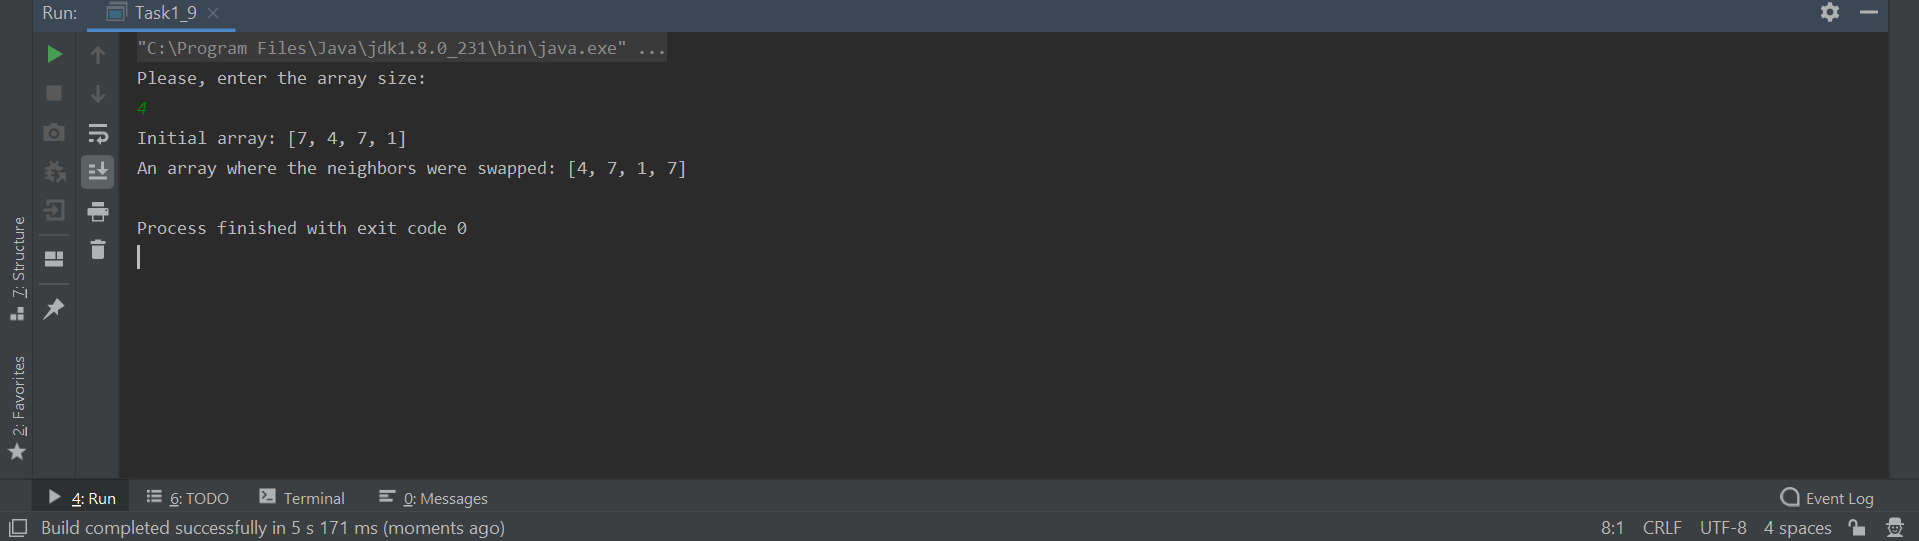 Run: Task1_9
"C:\Program Files\Java\jdk1.8.0_231\bin\java.exe" ...
Please, enter the array size:
4
Initial array: [7, 4, 7, 1]
An array where the neighbors were swapped: [4, 7, 1, 7]
Process finished with exit code 0
7: Structure
2: Favorites
4: Run 6: TODO Terminal 0: Messages Event Log
Build completed successfully in 5 s 171 ms (moments ago) 8:1 CRLF UTF-8 4 spaces